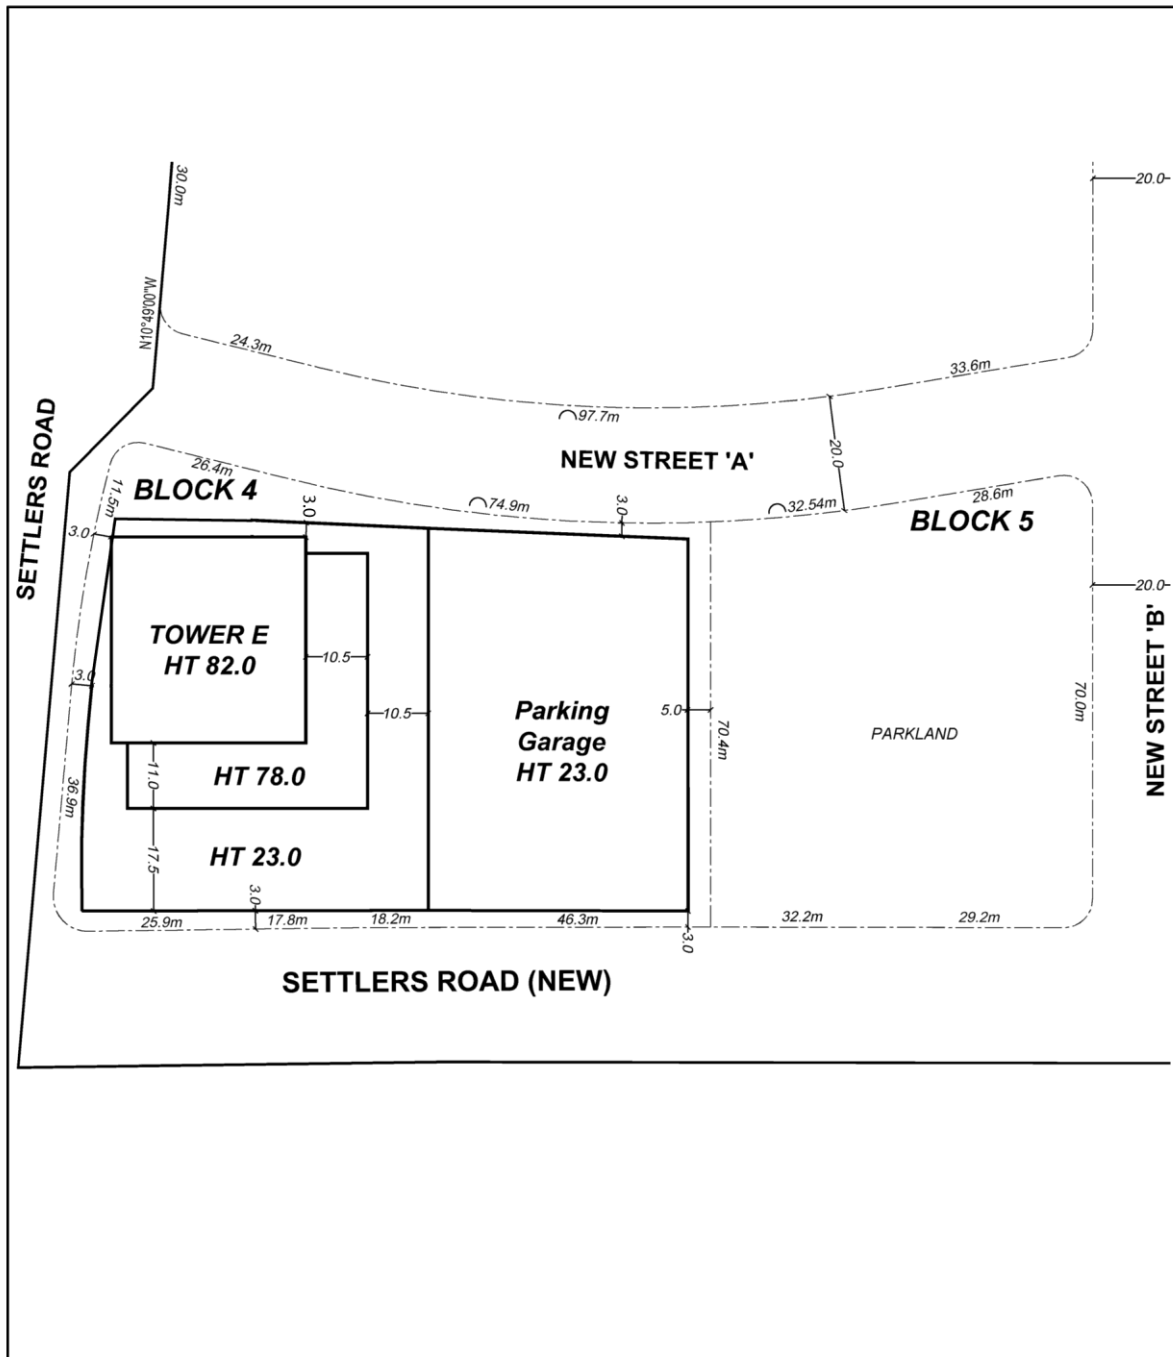 30.0m
20.0
N10°49'00"W
24.3m
33.6m
97.7m
SETTLERS ROAD
NEW STREET 'A'
20.0
26.4m
11.5m
BLOCK 4
3.0
74.9m
3.0
32.54m
28.6m
BLOCK 5
3.0
20.0
TOWER E
HT 82.0
10.5
3.0
10.5
Parking
Garage
HT 23.0
5.0
70.4m
PARKLAND
70.0m
NEW STREET 'B'
11.0
HT 78.0
36.9m
17.5
HT 23.0
3.0
25.9m
17.8m
18.2m
46.3m
3.0
32.2m
29.2m
SETTLERS ROAD (NEW)